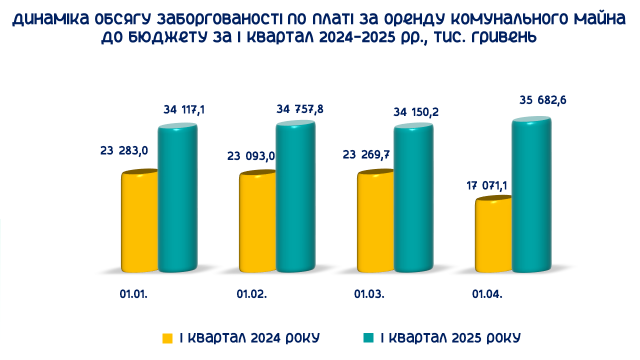 ДИНАМІКА ОБСЯГУ ЗАБОРГОВАНОСТІ ПО ПЛАТІ ЗА ОРЕНДУ КОМУНАЛЬНОГО МАЙНА
ДО БЮДЖЕТУ ЗА І КВАРТАЛ 2024-2025 РР., ТИС. ГРИВЕНЬ
23 283,0 34 117,1
23 093,0 34 757,8
23 269,7 34 150,2
17 071,1 35 682,6
01.01. 01.02. 01.03. 01.04.
І КВАРТАЛ 2024 РОКУ І КВАРТАЛ 2025 РОКУ